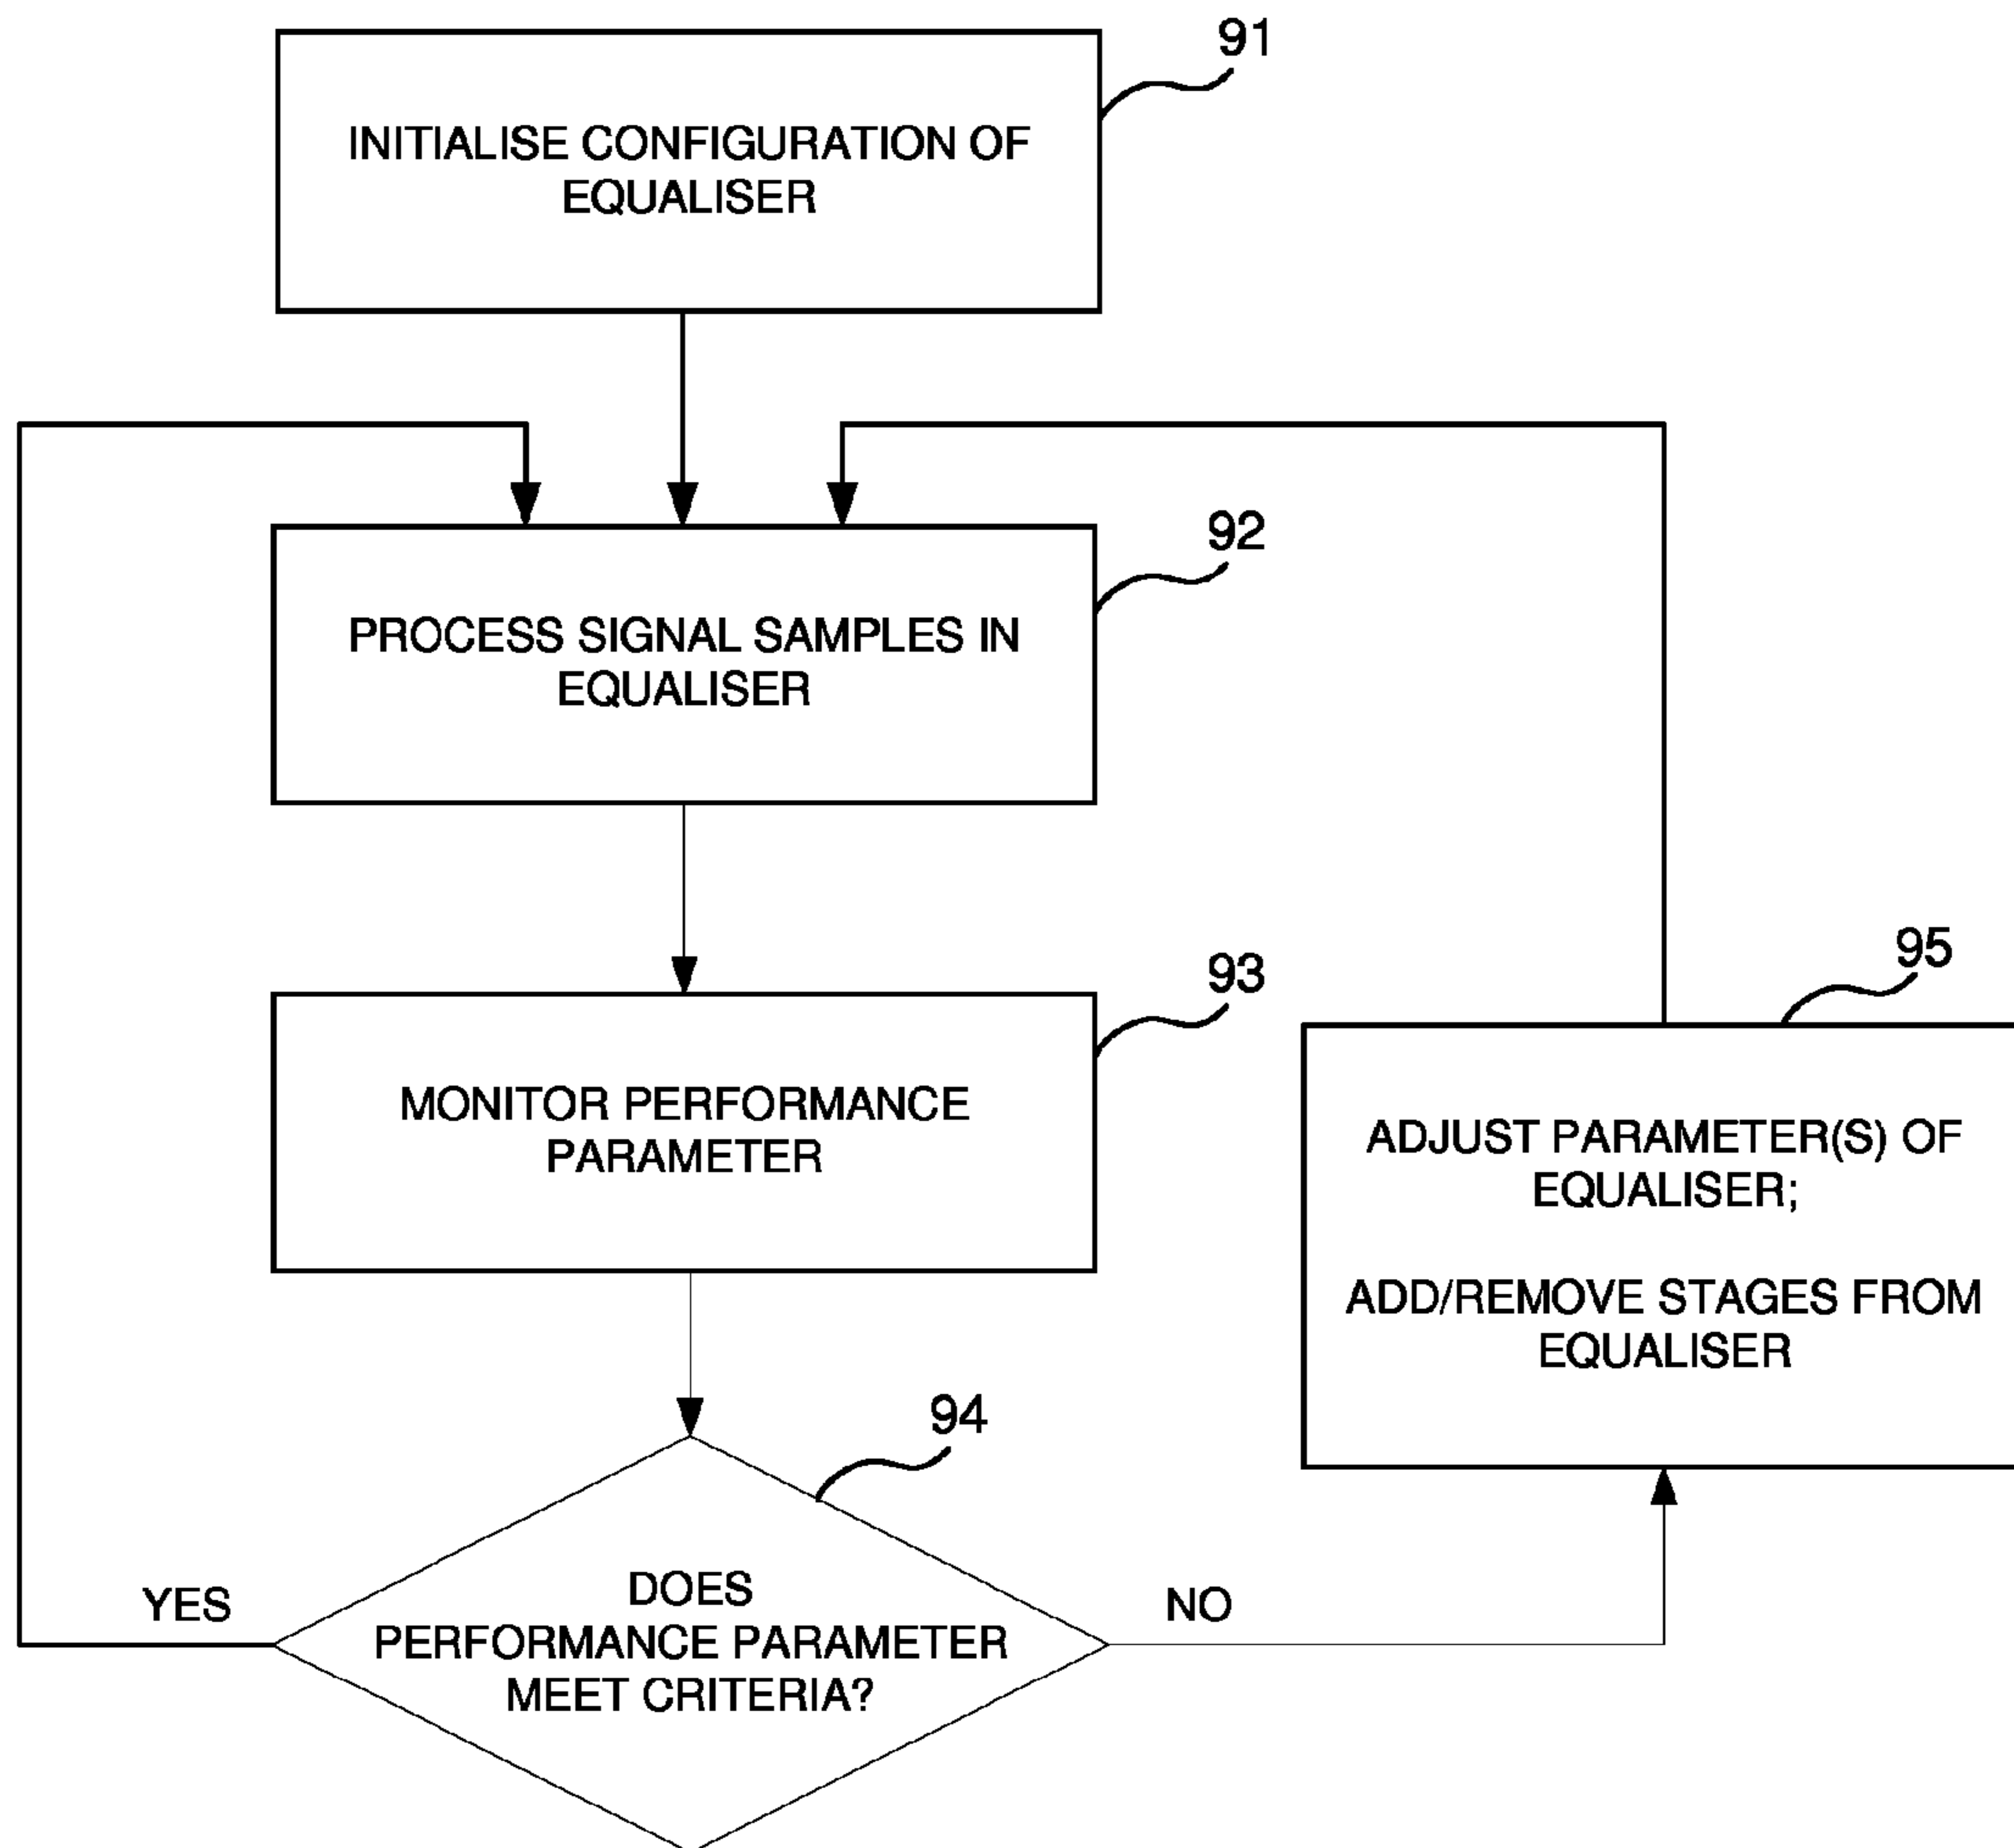 91
INITIALISE CONFIGURATION OF
EQUALISER
92
PROCESS SIGNAL SAMPLES IN
EQUALISER
93
MONITOR PERFORMANCE
PARAMETER
95
ADJUST PARAMETER(S) OF
EQUALISER;
ADD/REMOVE STAGES FROM
EQUALISER
94
DOES
PERFORMANCE PARAMETER
MEET CRITERIA?
YES
NO